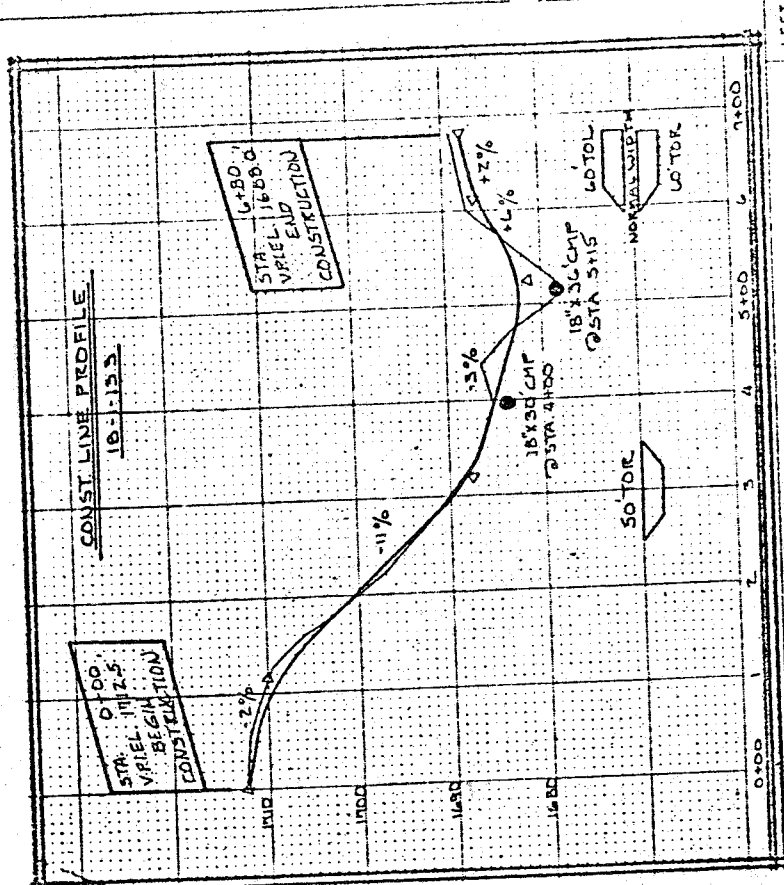 CONST. LINE PROFILE
18-1-133
STA. 0+00,
V.P.I.EL. 1712.5
BEGIN
CONSTRUCTION
STA 6+80,
V.P.I.EL. 1688.0
END
CONSTRUCTION
-2%
-11%
-3%
+6%
+2%
18"X30'CMP
@STA 4+00
18"X36'CMP
@STA 5+15
50'TOR
60'TOL
NORMAL WIDTH
60'TOR
1710
1700
1690
1680
0+00
1
2
3
4
5+00
6
7+00